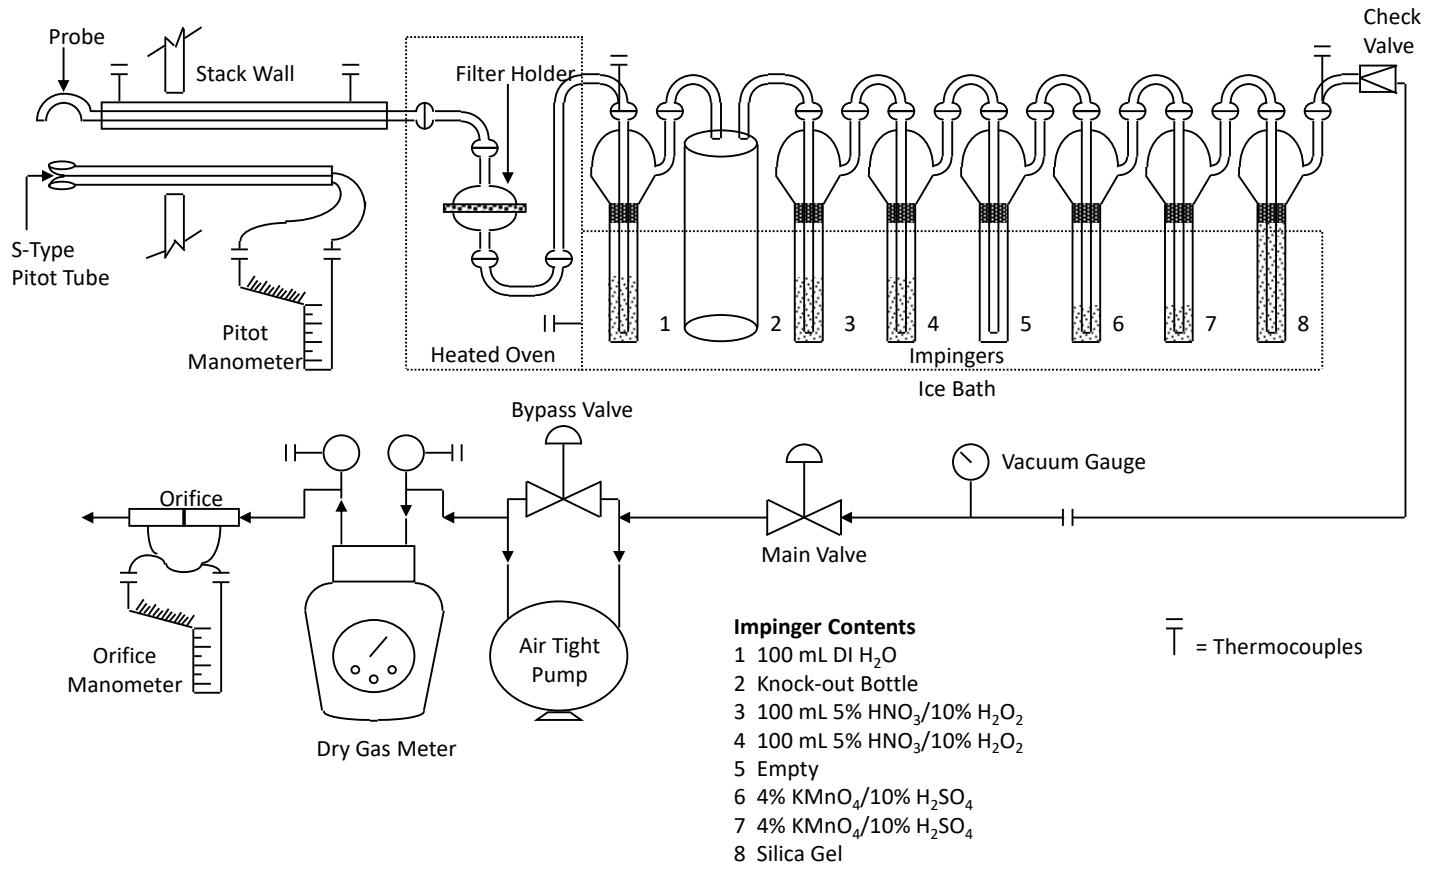 Check
Valve
Probe
Stack Wall
Filter Holder
S-Type
Pitot Tube
Pitot
Manometer
Heated Oven
1 2 3 4 5 6 7 8
Impingers
Ice Bath
Bypass Valve
Vacuum Gauge
Orifice
Main Valve
Orifice
Manometer
Air Tight
Pump
Dry Gas Meter
Impinger Contents
1 100 mL DI H₂O
2 Knock-out Bottle
3 100 mL 5% HNO₃/10% H₂O₂
4 100 mL 5% HNO₃/10% H₂O₂
5 Empty
6 4% KMnO₄/10% H₂SO₄
7 4% KMnO₄/10% H₂SO₄
8 Silica Gel
= Thermocouples